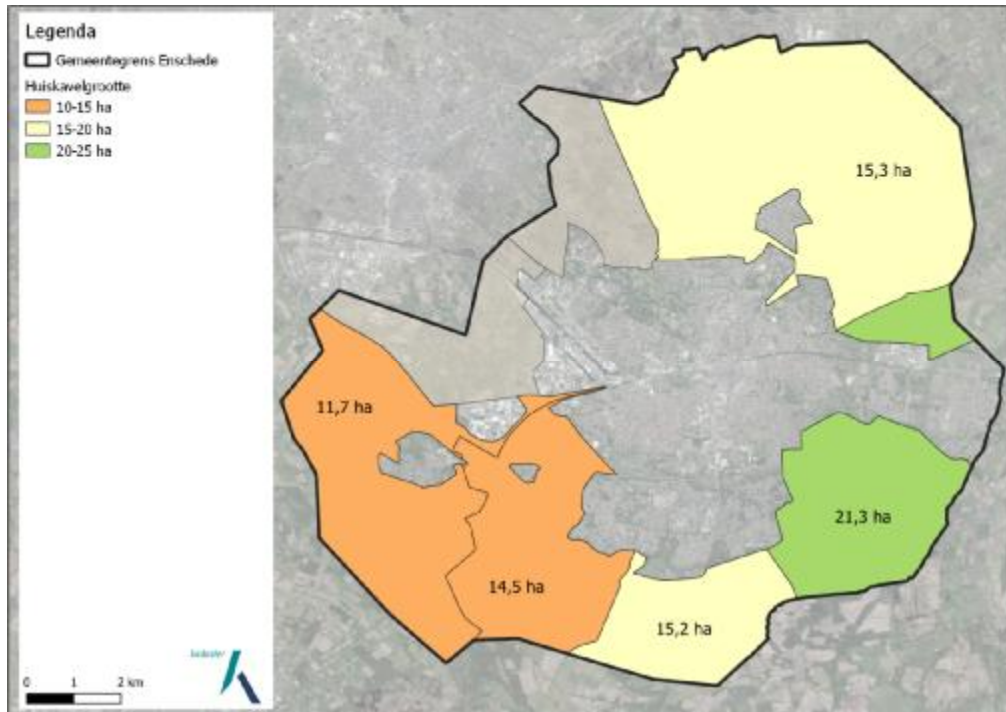 Legenda
Gemeentegrens Enschede
Huiskavelgrootte
10-15 ha
15-20 ha
20-25 ha
15,3 ha
11,7 ha
21,3 ha
14,5 ha
15,2 ha
kadaster
0 1 2 km